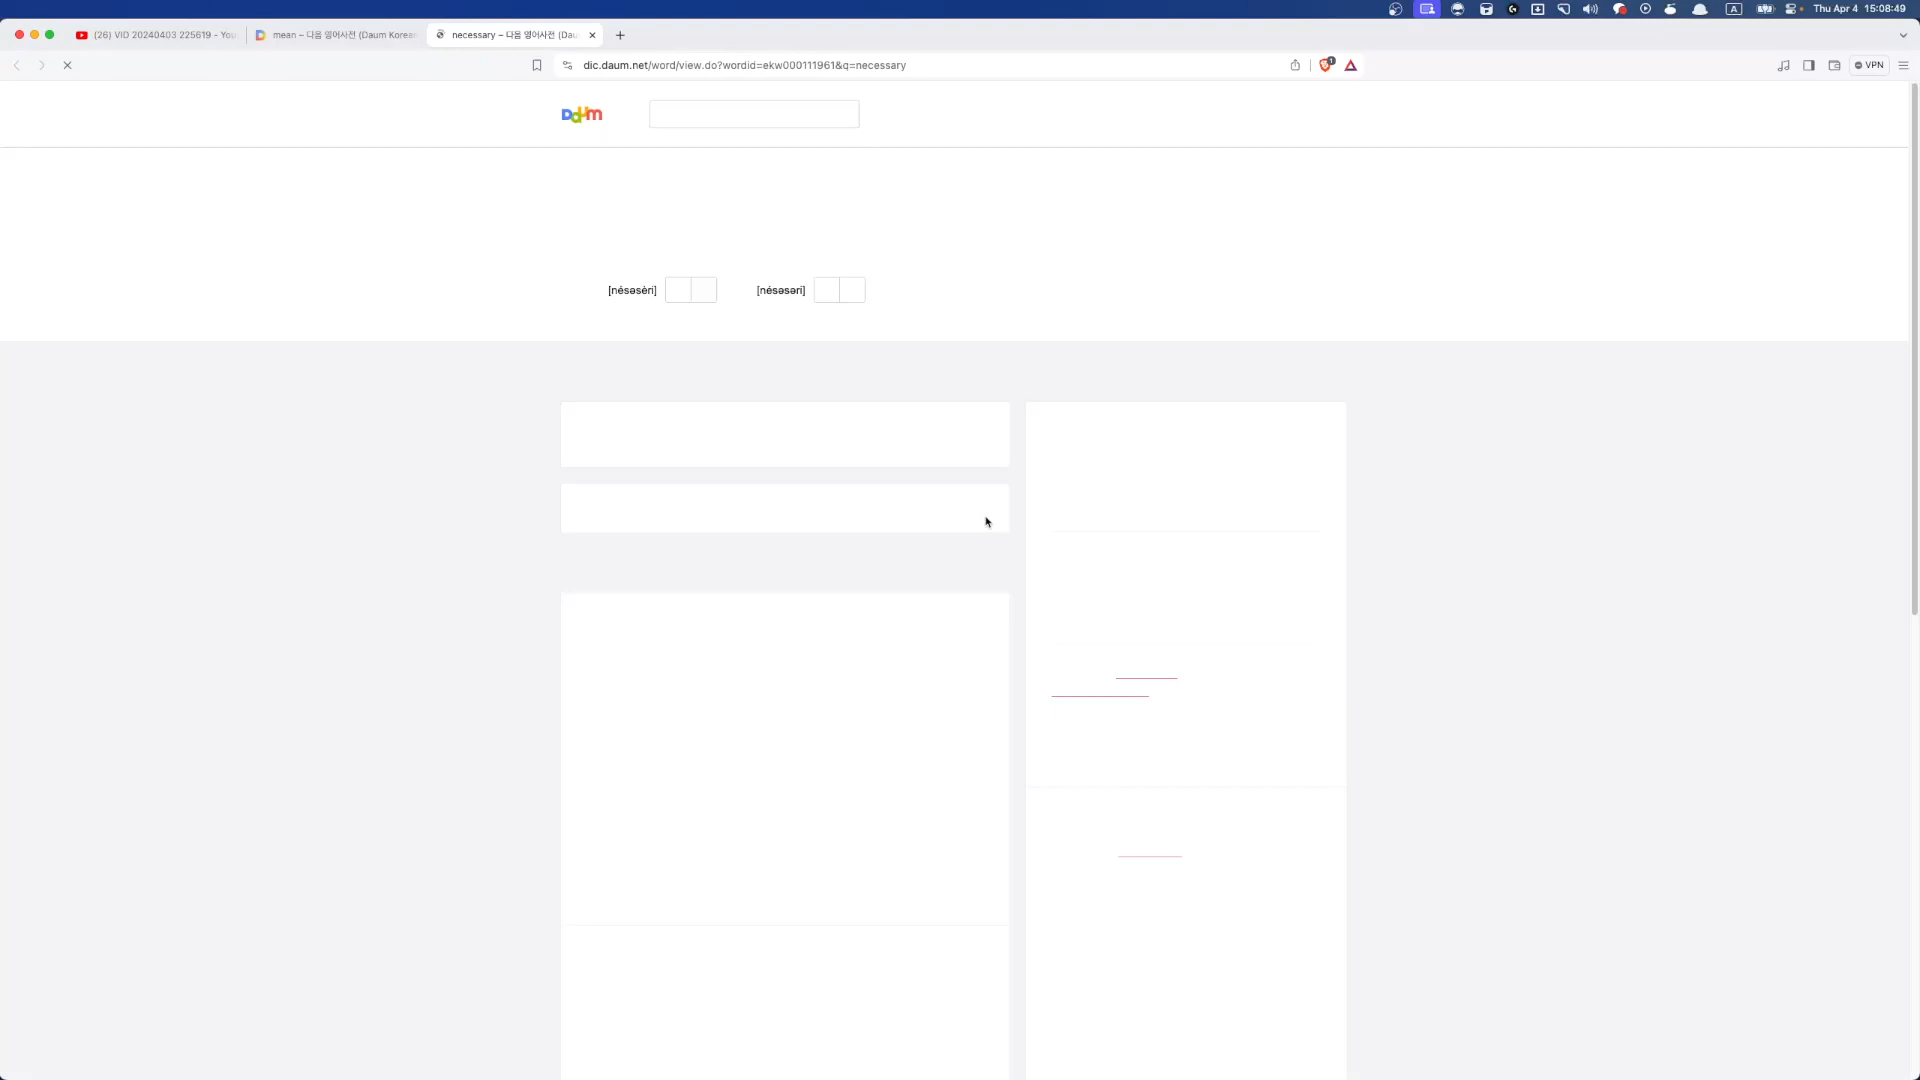 Thu Apr 4 15:08:49
(26) VID 20240403 225619 - You
mean – 다음 영어사전 (Daum Korean
necessary – 다음 영어사전 (Dau
dic.daum.net/word/view.do?wordid=ekw000111961&q=necessary
1
VPN
Daum
[nésəsèri] [nésəsəri]